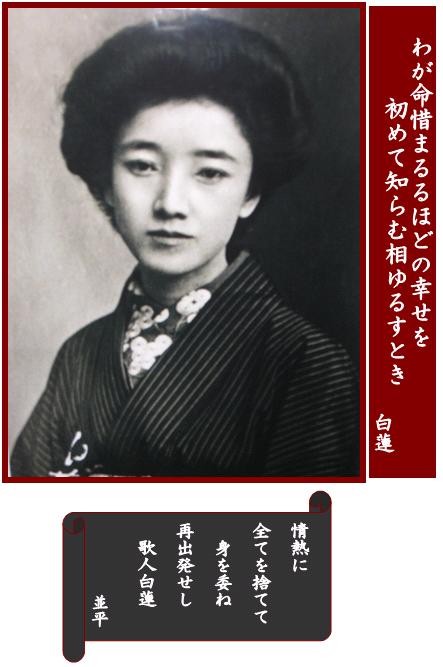 わが命惜まるるほどの幸せを
初めて知らむ相ゆるすとき
白蓮
情熱に
全てを捨てて
身を委ね
再出発せし
歌人白蓮
並平